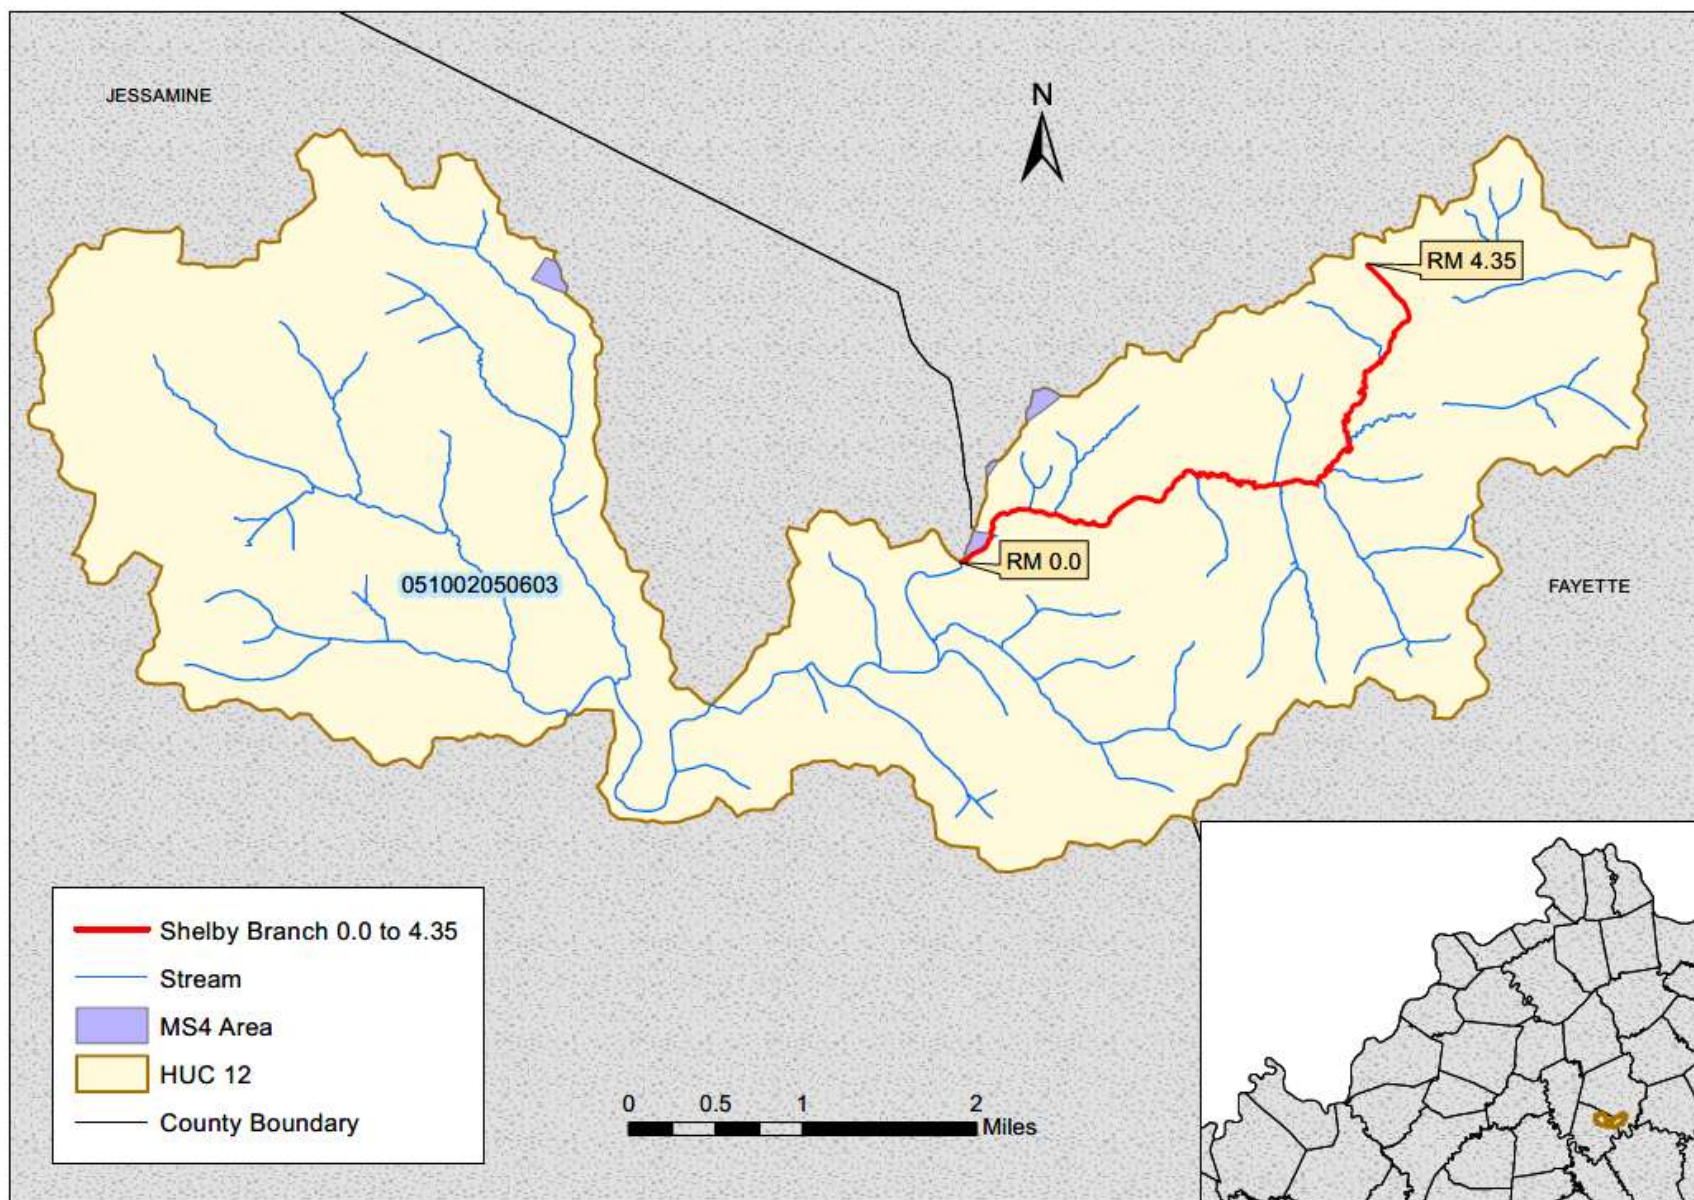 JESSAMINE
N
RM 4.35
RM 0.0
051002050603
FAYETTE
Shelby Branch 0.0 to 4.35
Stream
MS4 Area
HUC 12
County Boundary
0 0.5 1 2
Miles